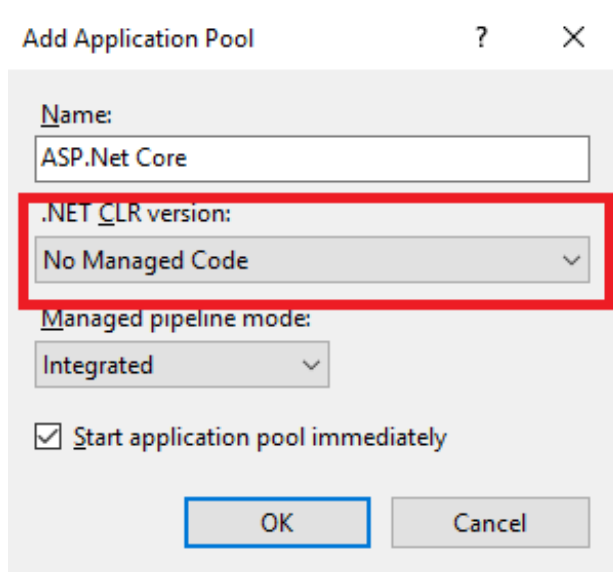 Add Application Pool ?
Name:
ASP.Net Core
.NET CLR version:
No Managed Code
Managed pipeline mode:
Integrated
Start application pool immediately
OK Cancel